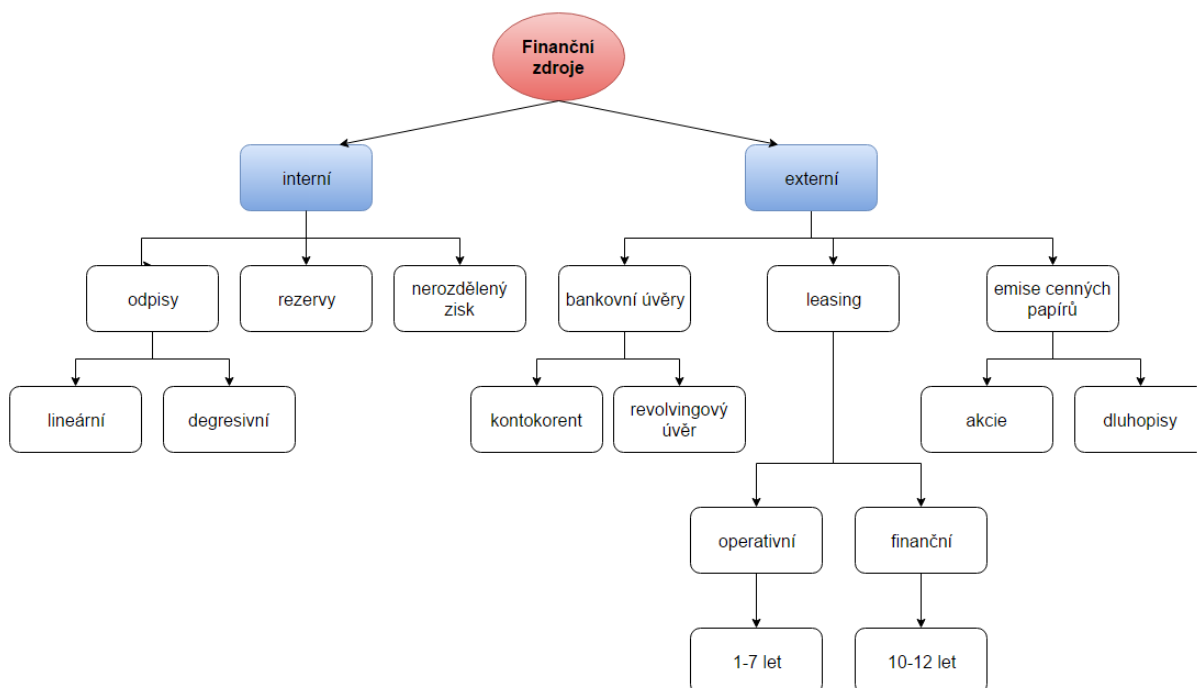 Finanční
zdroje
interní
externí
odpisy
rezervy
nerozdělený
zisk
bankovní úvěry
leasing
emise cenných
papírů
lineární
degresivní
kontokorent
revolvingový
úvěr
akcie
dluhopisy
operativní
finanční
1-7 let
10-12 let